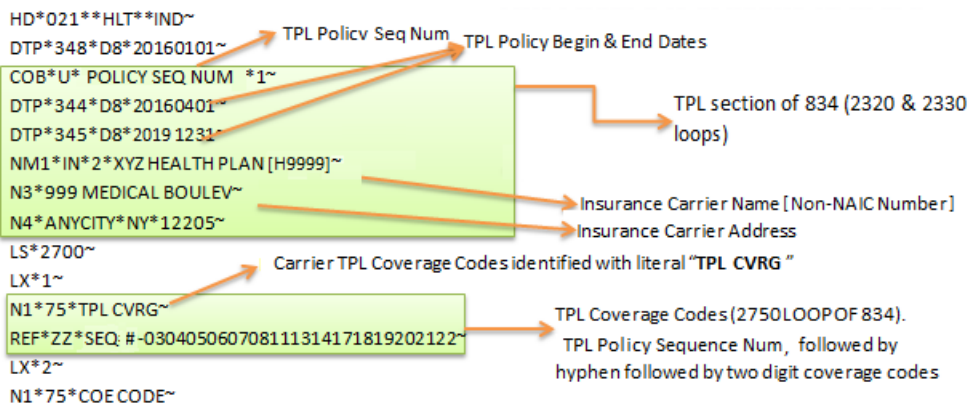 HD*021**HLT**IND~
DTP*348*D8*20160101~
TPL Policy Seq Num
TPL Policy Begin & End Dates
COB*U* POLICY SEQ NUM *1~
DTP*344*D8*20160401~
DTP*345*D8*20191231~
TPL section of 834 (2320 & 2330
loops)
NM1*IN*2*XYZ HEALTH PLAN [H9999]~
N3*999 MEDICAL BOULEV~
Insurance Carrier Name [Non-NAIC Number]
N4*ANYCITY*NY*12205~
Insurance Carrier Address
LS*2700~
Carrier TPL Coverage Codes identified with literal "TPL CVRG "
LX*1~
N1*75*TPL CVRG~
REF*ZZ*SEQ: #-03040506070811131417181920 2122~
TPL Coverage Codes (2750 LOOP OF 834).
TPL Policy Sequence Num, followed by
hyphen followed by two digit coverage codes
LX*2~
N1*75*COE CODE~